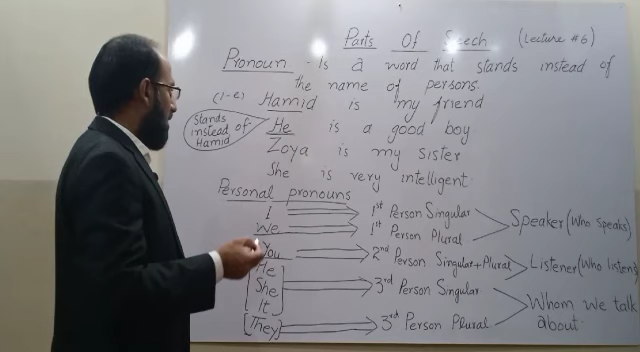 Parts Of Speech (Lecture #6)
Pronoun - Is a word that stands instead of
the name of persons.
(i-e) Hamid is my friend
Stands instead of Hamid
He is a good boy
Zoya is my sister
She is very intelligent.
Personal pronouns
I 1st Person Singular
We 1st Person Plural
Speaker (Who speaks)
You 2nd Person Singular+Plural
Listener (Who listens)
He
She 3rd Person Singular
It
Whom we talk about.
[They] 3rd Person Plural